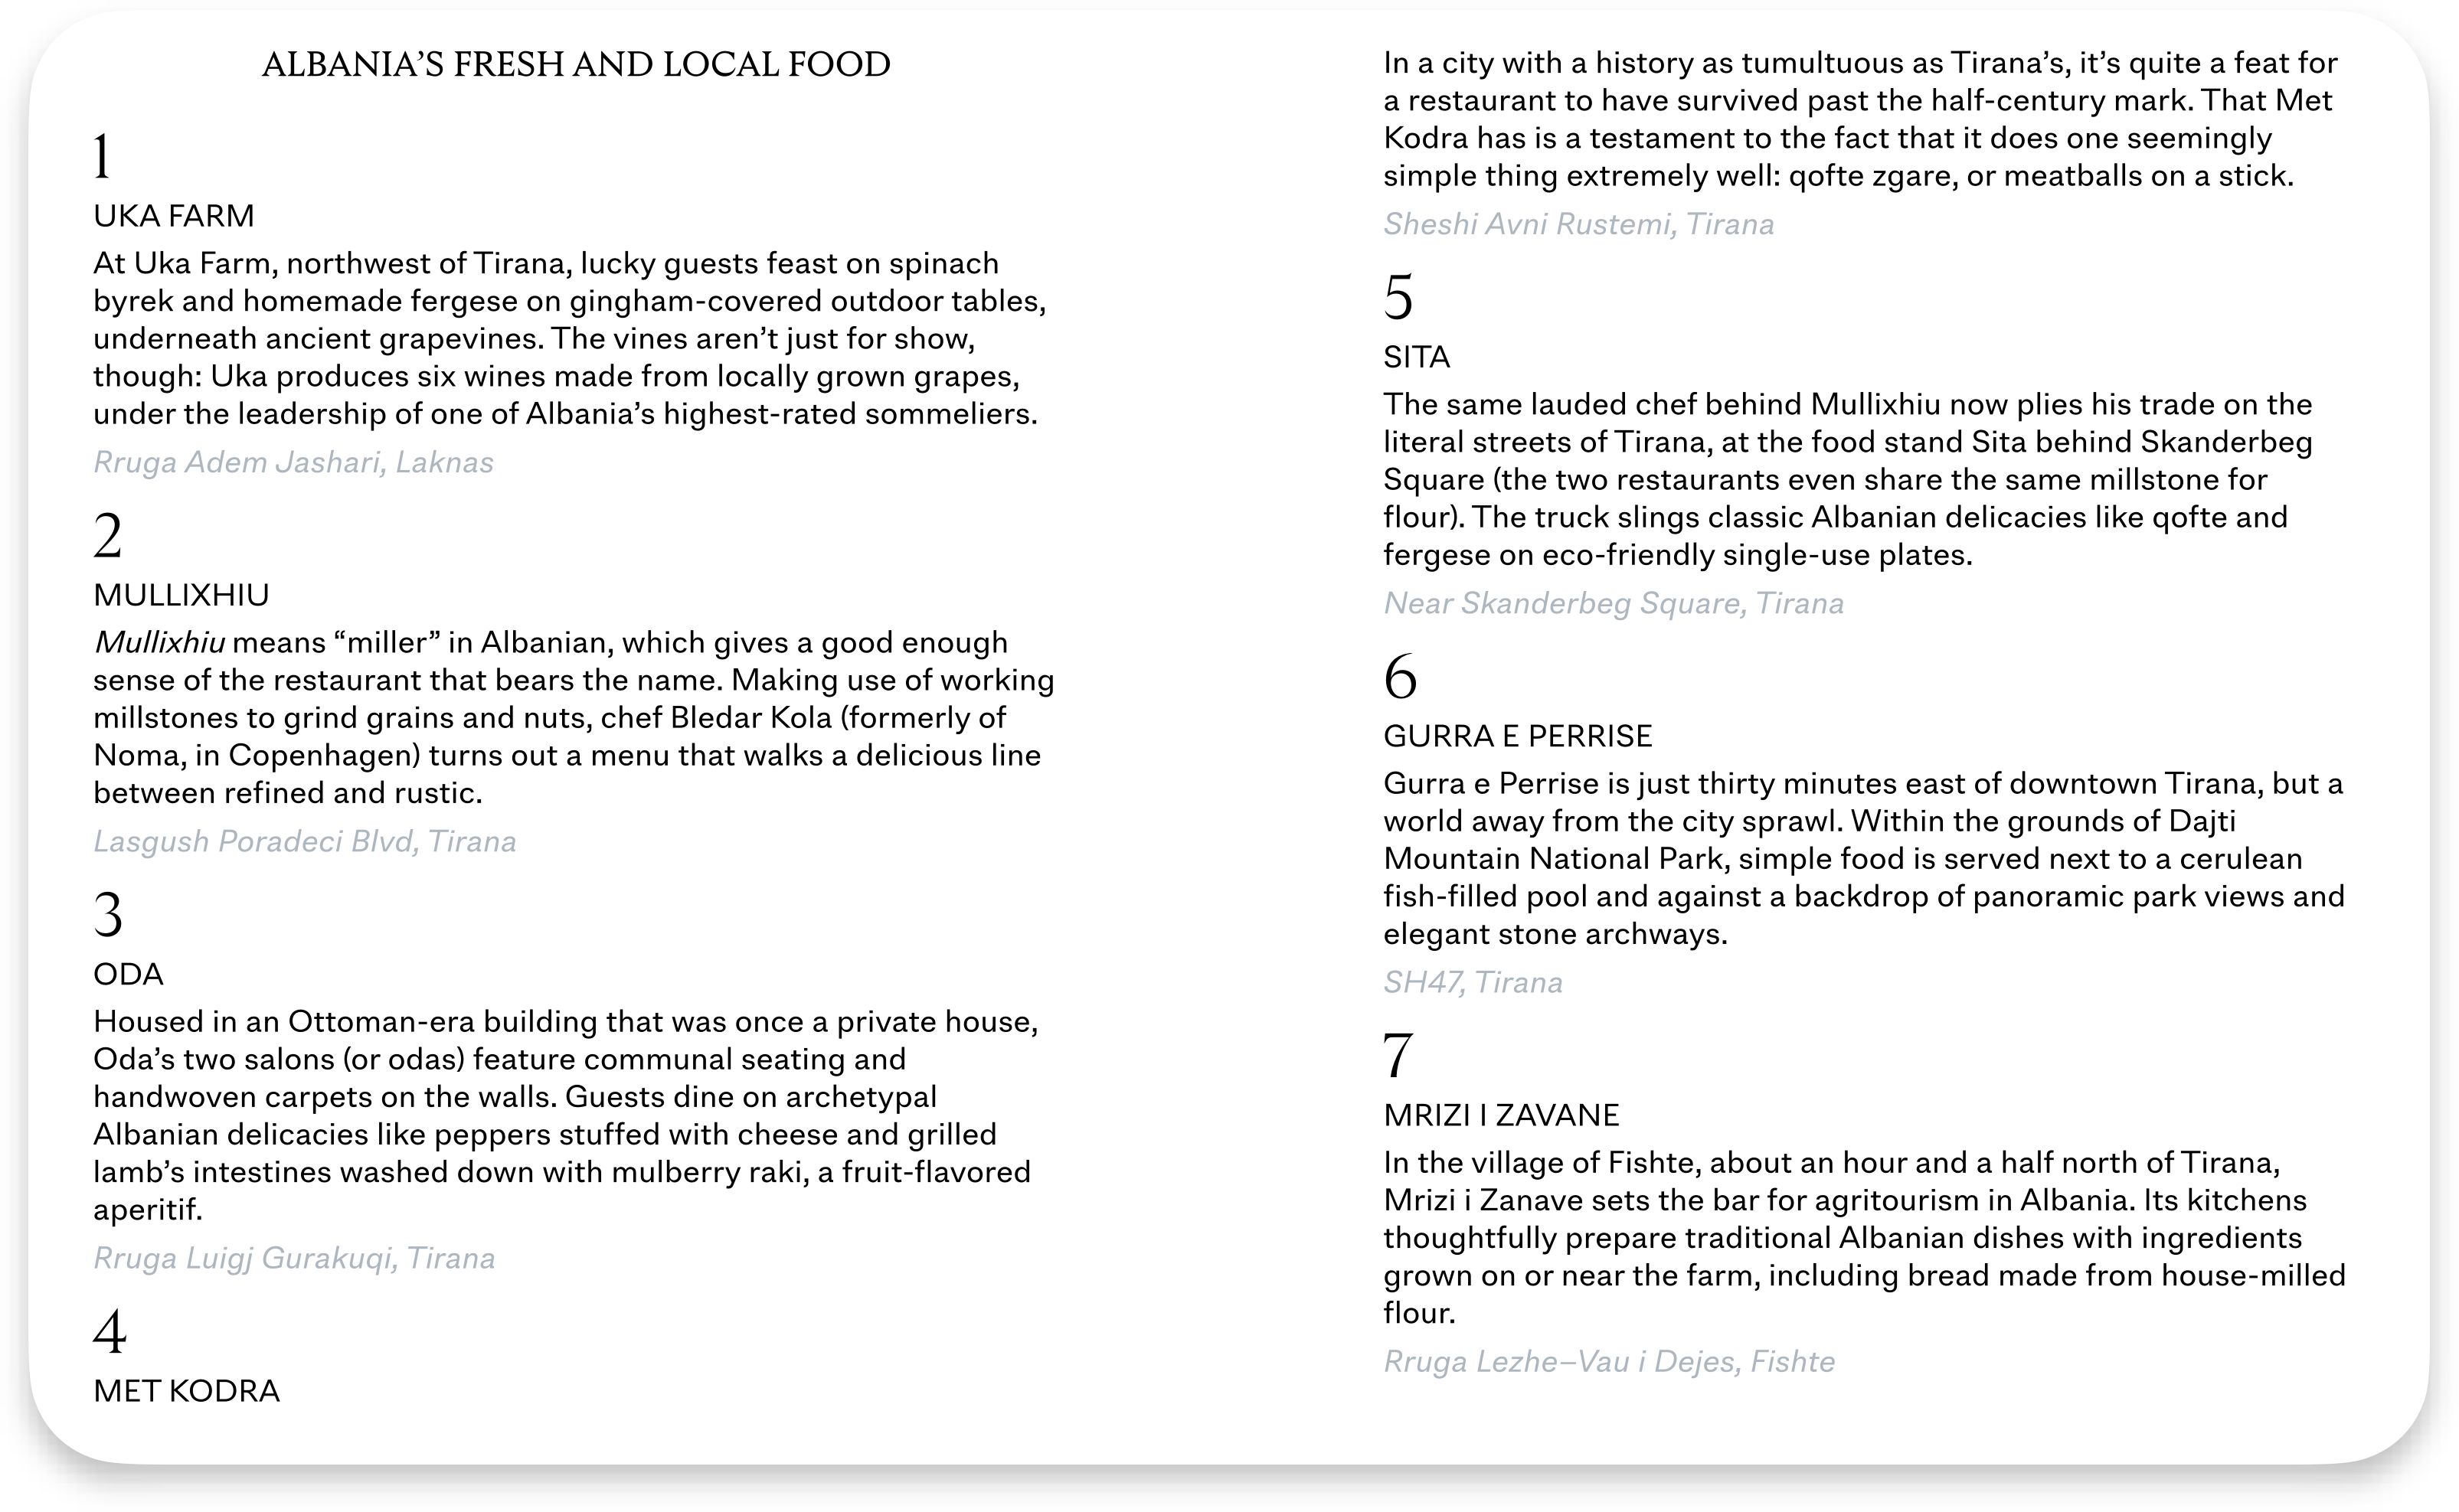 ALBANIA’S FRESH AND LOCAL FOOD
1
UKA FARM
At Uka Farm, northwest of Tirana, lucky guests feast on spinach
byrek and homemade fergese on gingham-covered outdoor tables,
underneath ancient grapevines. The vines aren’t just for show,
though: Uka produces six wines made from locally grown grapes,
under the leadership of one of Albania’s highest-rated sommeliers.
Rruga Adem Jashari, Laknas
2
MULLIXHIU
Mullixhiu means “miller” in Albanian, which gives a good enough
sense of the restaurant that bears the name. Making use of working
millstones to grind grains and nuts, chef Bledar Kola (formerly of
Noma, in Copenhagen) turns out a menu that walks a delicious line
between refined and rustic.
Lasgush Poradeci Blvd, Tirana
3
ODA
Housed in an Ottoman-era building that was once a private house,
Oda’s two salons (or odas) feature communal seating and
handwoven carpets on the walls. Guests dine on archetypal
Albanian delicacies like peppers stuffed with cheese and grilled
lamb’s intestines washed down with mulberry raki, a fruit-flavored
aperitif.
Rruga Luigj Gurakuqi, Tirana
4
MET KODRA
In a city with a history as tumultuous as Tirana’s, it’s quite a feat for
a restaurant to have survived past the half-century mark. That Met
Kodra has is a testament to the fact that it does one seemingly
simple thing extremely well: qofte zgare, or meatballs on a stick.
Sheshi Avni Rustemi, Tirana
5
SITA
The same lauded chef behind Mullixhiu now plies his trade on the
literal streets of Tirana, at the food stand Sita behind Skanderbeg
Square (the two restaurants even share the same millstone for
flour). The truck slings classic Albanian delicacies like qofte and
fergese on eco-friendly single-use plates.
Near Skanderbeg Square, Tirana
6
GURRA E PERRISE
Gurra e Perrise is just thirty minutes east of downtown Tirana, but a
world away from the city sprawl. Within the grounds of Dajti
Mountain National Park, simple food is served next to a cerulean
fish-filled pool and against a backdrop of panoramic park views and
elegant stone archways.
SH47, Tirana
7
MRIZI I ZAVANE
In the village of Fishte, about an hour and a half north of Tirana,
Mrizi i Zanave sets the bar for agritourism in Albania. Its kitchens
thoughtfully prepare traditional Albanian dishes with ingredients
grown on or near the farm, including bread made from house-milled
flour.
Rruga Lezhe–Vau i Dejes, Fishte